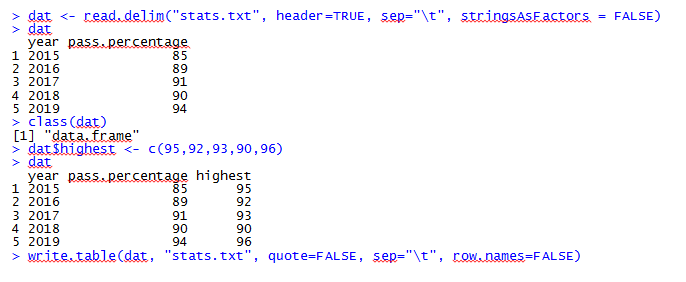 > dat <- read.delim("stats.txt", header=TRUE, sep="\t", stringsAsFactors = FALSE)
> dat
  year pass.percentage
1 2015              85
2 2016              89
3 2017              91
4 2018              90
5 2019              94
> class(dat)
[1] "data.frame"
> dat$highest <- c(95,92,93,90,96)
> dat
  year pass.percentage highest
1 2015              85      95
2 2016              89      92
3 2017              91      93
4 2018              90      90
5 2019              94      96
> write.table(dat, "stats.txt", quote=FALSE, sep="\t", row.names=FALSE)